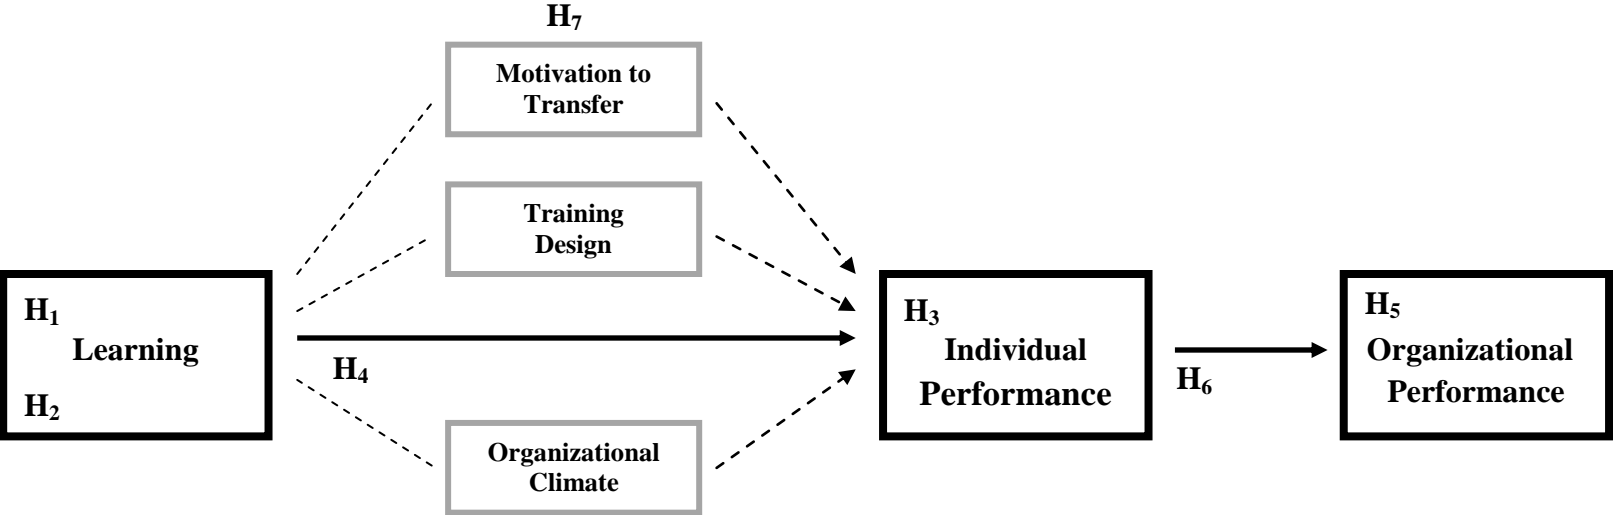 H7
Motivation to
Transfer
Training
Design
H1
Learning
H2
H4
Organizational
Climate
H3
Individual
Performance
H6
H5
Organizational
Performance